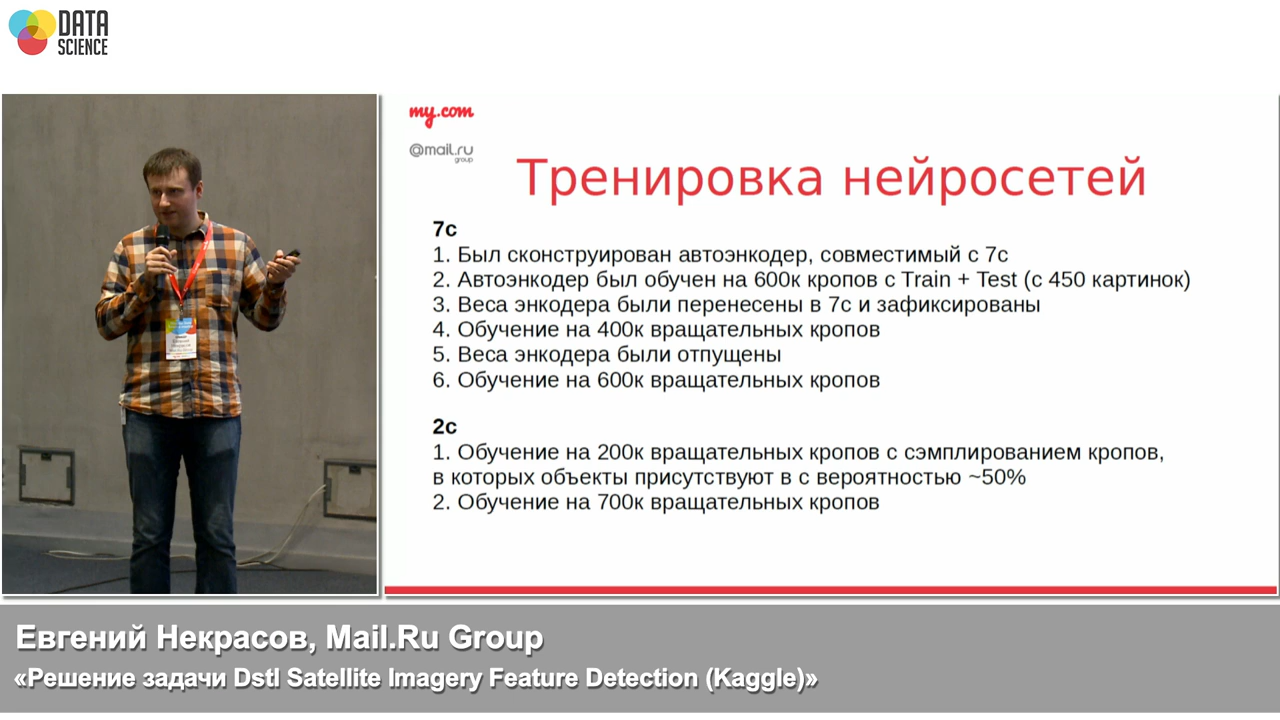 DATA
SCIENCE
my.com
@mail.ru
group
Тренировка нейросетей
7c
1. Был сконструирован автоэнкодер, совместимый с 7c
2. Автоэнкодер был обучен на 600к кропов с Train + Test (с 450 картинок)
3. Веса энкодера были перенесены в 7c и зафиксированы
4. Обучение на 400к вращательных кропов
5. Веса энкодера были отпущены
6. Обучение на 600к вращательных кропов
2c
1. Обучение на 200к вращательных кропов с сэмплированием кропов,
в которых объекты присутствуют в с вероятностью ~50%
2. Обучение на 700к вращательных кропов
Евгений Некрасов, Mail.Ru Group
«Решение задачи Dstl Satellite Imagery Feature Detection (Kaggle)»